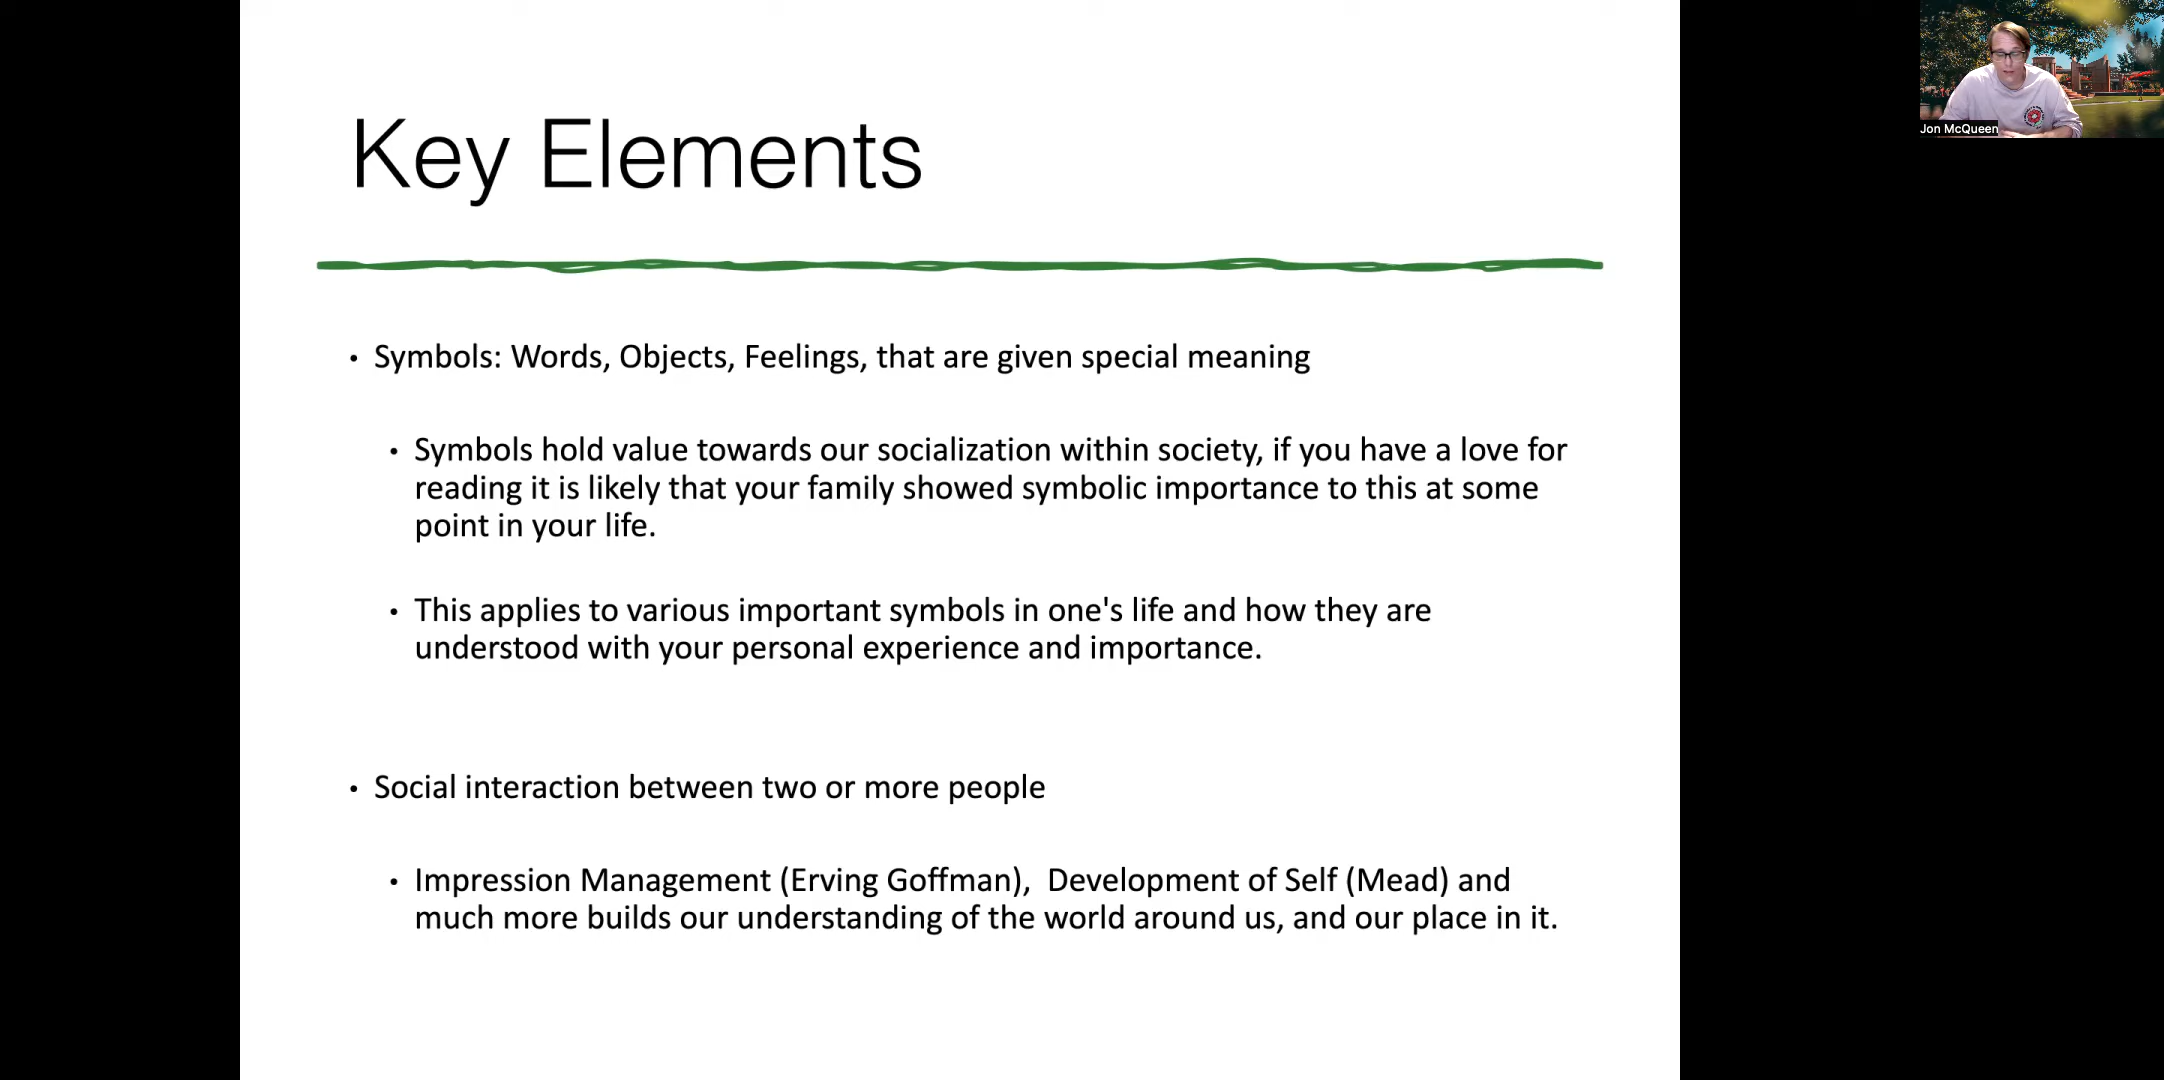 Key Elements
• Symbols: Words, Objects, Feelings, that are given special meaning
• Symbols hold value towards our socialization within society, if you have a love for
reading it is likely that your family showed symbolic importance to this at some
point in your life.
• This applies to various important symbols in one's life and how they are
understood with your personal experience and importance.
• Social interaction between two or more people
• Impression Management (Erving Goffman),  Development of Self (Mead) and
much more builds our understanding of the world around us, and our place in it.
Jon McQueen